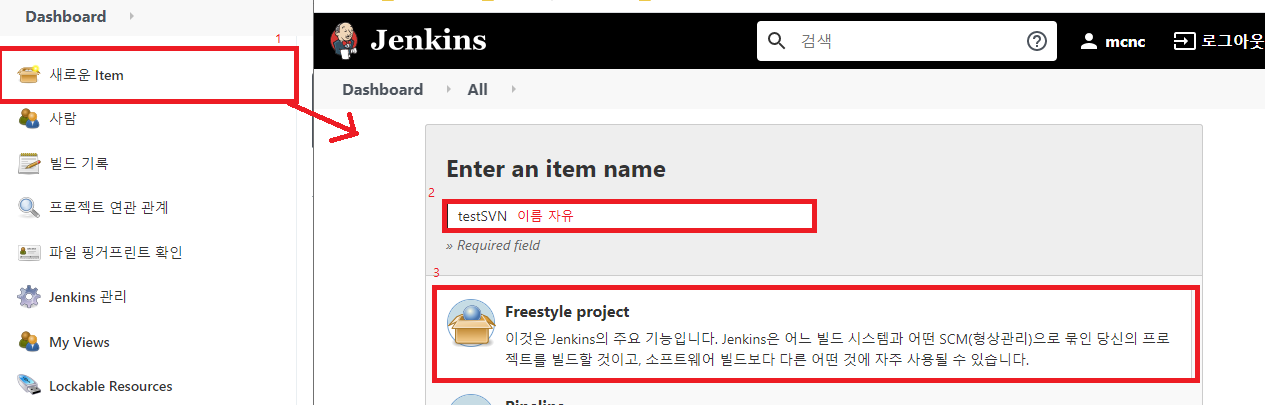 Dashboard
1
새로운 Item
사람
빌드 기록
프로젝트 연관 관계
파일 핑거프린트 확인
Jenkins 관리
My Views
Lockable Resources
Jenkins
검색
mcnc
로그아웃
Dashboard
All
Enter an item name
2
testSVN 이름 자유
» Required field
3
Freestyle project
이것은 Jenkins의 주요 기능입니다. Jenkins은 어느 빌드 시스템과 어떤 SCM(형상관리)으로 묶인 당신의 프로
젝트를 빌드할 것이고, 소프트웨어 빌드보다 다른 어떤 것에 자주 사용될 수 있습니다.
Pipeline